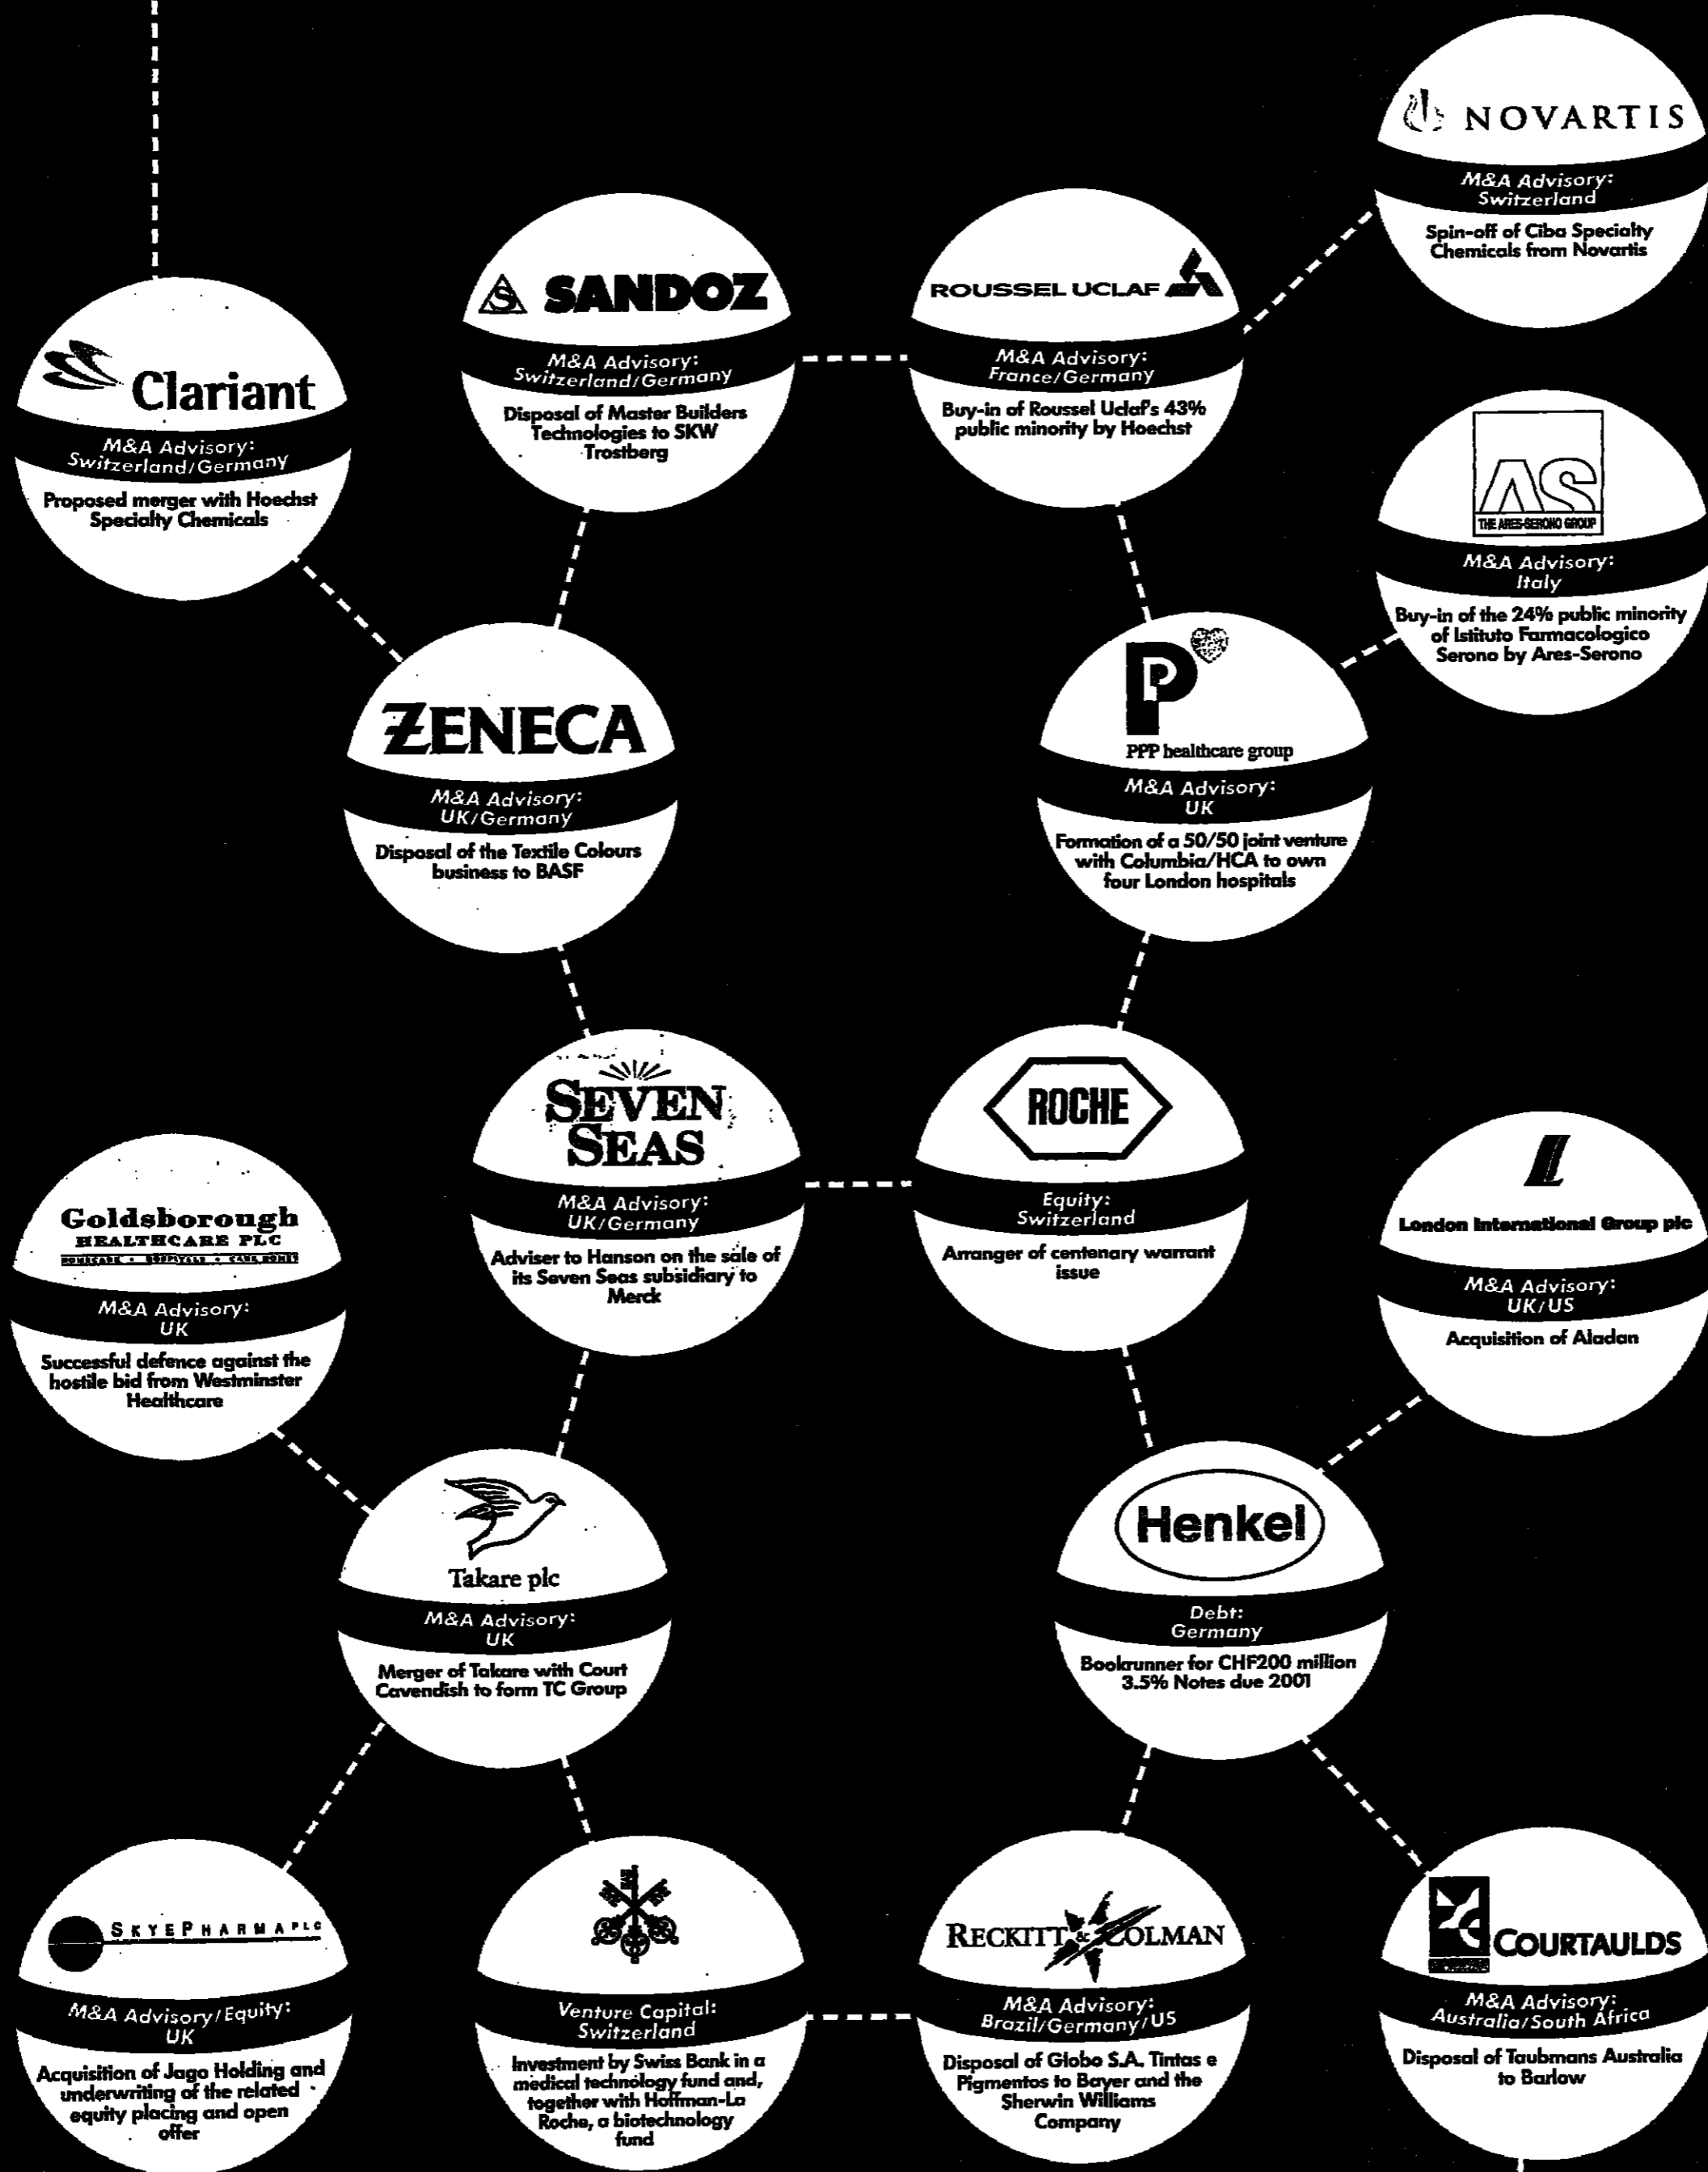 NOVARTIS
M&A Advisory:
Switzerland
Spin-off of Ciba Specialty
Chemicals from Novartis
SANDOZ
M&A Advisory:
Switzerland/Germany
Disposal of Master Builders
Technologies to SKW
Trostberg
ROUSSEL UCLAF
M&A Advisory:
France/Germany
Buy-in of Roussel Uclaf's 43%
public minority by Hoechst
Clariant
M&A Advisory:
Switzerland/Germany
Proposed merger with Hoechst
Specialty Chemicals
AS
THE ARES-SERONO GROUP
M&A Advisory:
Italy
Buy-in of the 24% public minority
of Istituto Farmacologico
Serono by Ares-Serono
ZENECA
M&A Advisory:
UK/Germany
Disposal of the Textile Colours
business to BASF
PPP healthcare group
M&A Advisory:
UK
Formation of a 50/50 joint venture
with Columbia/HCA to own
four London hospitals
SEVEN
SEAS
M&A Advisory:
UK/Germany
Adviser to Hanson on the sale of
its Seven Seas subsidiary to
Merck
ROCHE
Equity:
Switzerland
Arranger of centenary warrant
issue
Goldsborough
HEALTHCARE PLC
HOMECARE • HOSPITALS • CARE HOMES
M&A Advisory:
UK
Successful defence against the
hostile bid from Westminster
Healthcare
London International Group plc
M&A Advisory:
UK/US
Acquisition of Aladan
Takare plc
M&A Advisory:
UK
Merger of Takare with Court
Cavendish to form TC Group
Henkel
Debt:
Germany
Bookrunner for CHF200 million
3.5% Notes due 2001
SKYEPHARMA PLC
M&A Advisory/Equity:
UK
Acquisition of Jago Holding and
underwriting of the related
equity placing and open
offer
Venture Capital:
Switzerland
Investment by Swiss Bank in a
medical technology fund and,
together with Hoffman-La
Roche, a biotechnology
fund
RECKITT & COLMAN
M&A Advisory:
Brazil/Germany/US
Disposal of Globo S.A. Tintas e
Pigmentos to Bayer and the
Sherwin Williams
Company
COURTAULDS
M&A Advisory:
Australia/South Africa
Disposal of Taubmans Australia
to Barlow